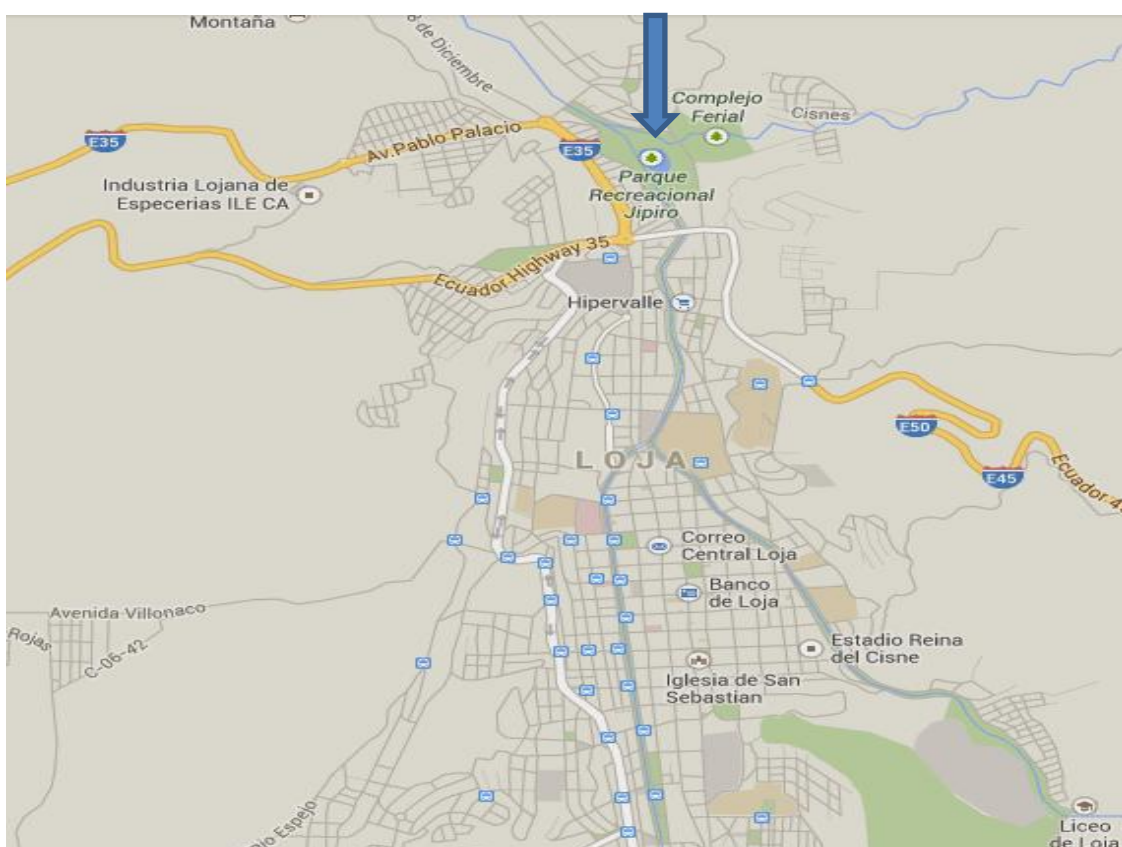 Montaña
8 de Diciembre
Complejo
Ferial
Cisnes
E35
Av.Pablo Palacio
E35
Parque
Recreacional
Jipiro
Industria Lojana de
Especerias ILE CA
Ecuador Highway 35
Hipervalle
E50
LOJA
E45
Ecuador
Correo
Central Loja
Banco
de Loja
Avenida Villonaco
Rojas
C-06-42
Estadio Reina
del Cisne
Iglesia de San
Sebastian
Espejo
Liceo
de Loja